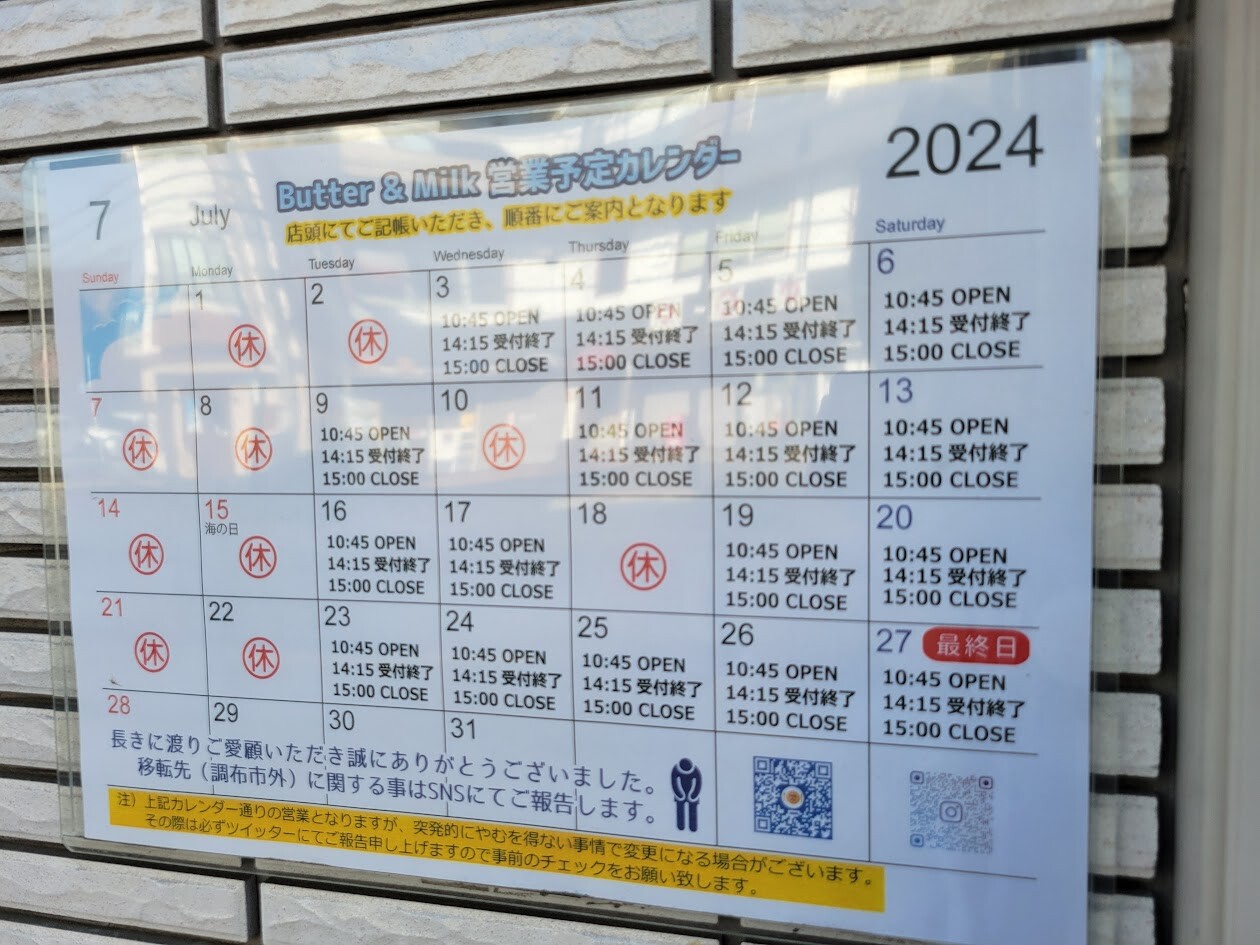 2024
7 July
Butter & Milk 営業予定カレンダー
店頭にてご記帳いただき、順番にご案内となります
Sunday Monday Tuesday Wednesday Thursday Friday Saturday
1 2 3 4 5 6
休 休
10:45 OPEN 10:45 OPEN 10:45 OPEN 10:45 OPEN
14:15 受付終了 14:15 受付終了 14:15 受付終了 14:15 受付終了
15:00 CLOSE 15:00 CLOSE 15:00 CLOSE 15:00 CLOSE
7 8 9 10 11 12 13
休 休 休
10:45 OPEN 10:45 OPEN 10:45 OPEN 10:45 OPEN
14:15 受付終了 14:15 受付終了 14:15 受付終了 14:15 受付終了
15:00 CLOSE 15:00 CLOSE 15:00 CLOSE 15:00 CLOSE
14 15 16 17 18 19 20
海の日
休 休 休
10:45 OPEN 10:45 OPEN 10:45 OPEN 10:45 OPEN
14:15 受付終了 14:15 受付終了 14:15 受付終了 14:15 受付終了
15:00 CLOSE 15:00 CLOSE 15:00 CLOSE 15:00 CLOSE
21 22 23 24 25 26 27 最終日
休 休
10:45 OPEN 10:45 OPEN 10:45 OPEN 10:45 OPEN 10:45 OPEN
14:15 受付終了 14:15 受付終了 14:15 受付終了 14:15 受付終了 14:15 受付終了
15:00 CLOSE 15:00 CLOSE 15:00 CLOSE 15:00 CLOSE 15:00 CLOSE
28 29 30 31
長きに渡りご愛顧いただき誠にありがとうございました。
移転先（調布市外）に関する事はSNSにてご報告します。
注）上記カレンダー通りの営業となりますが、突発的にやむを得ない事情で変更になる場合がございます。
その際は必ずツイッターにてご報告申し上げますので事前のチェックをお願い致します。